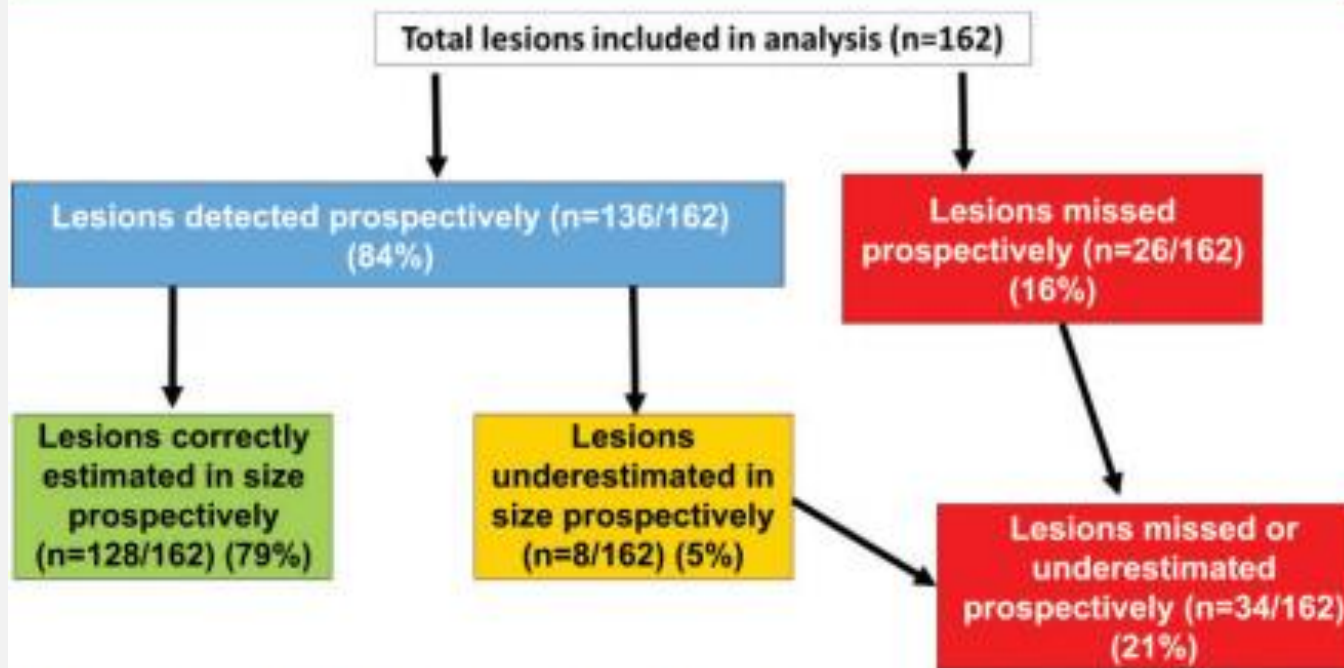 Total lesions included in analysis (n=162)
Lesions detected prospectively (n=136/162)
(84%)
Lesions missed
prospectively (n=26/162)
(16%)
Lesions correctly
estimated in size
prospectively
(n=128/162) (79%)
Lesions
underestimated in
size prospectively
(n=8/162) (5%)
Lesions missed or
underestimated
prospectively (n=34/162)
(21%)